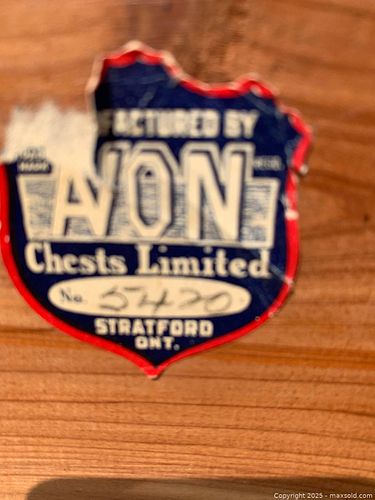 FACTURED BY
AVON
Chests Limited
No. 5420
STRATFORD
ONT.
Copyright © 2025 - maxsold.com